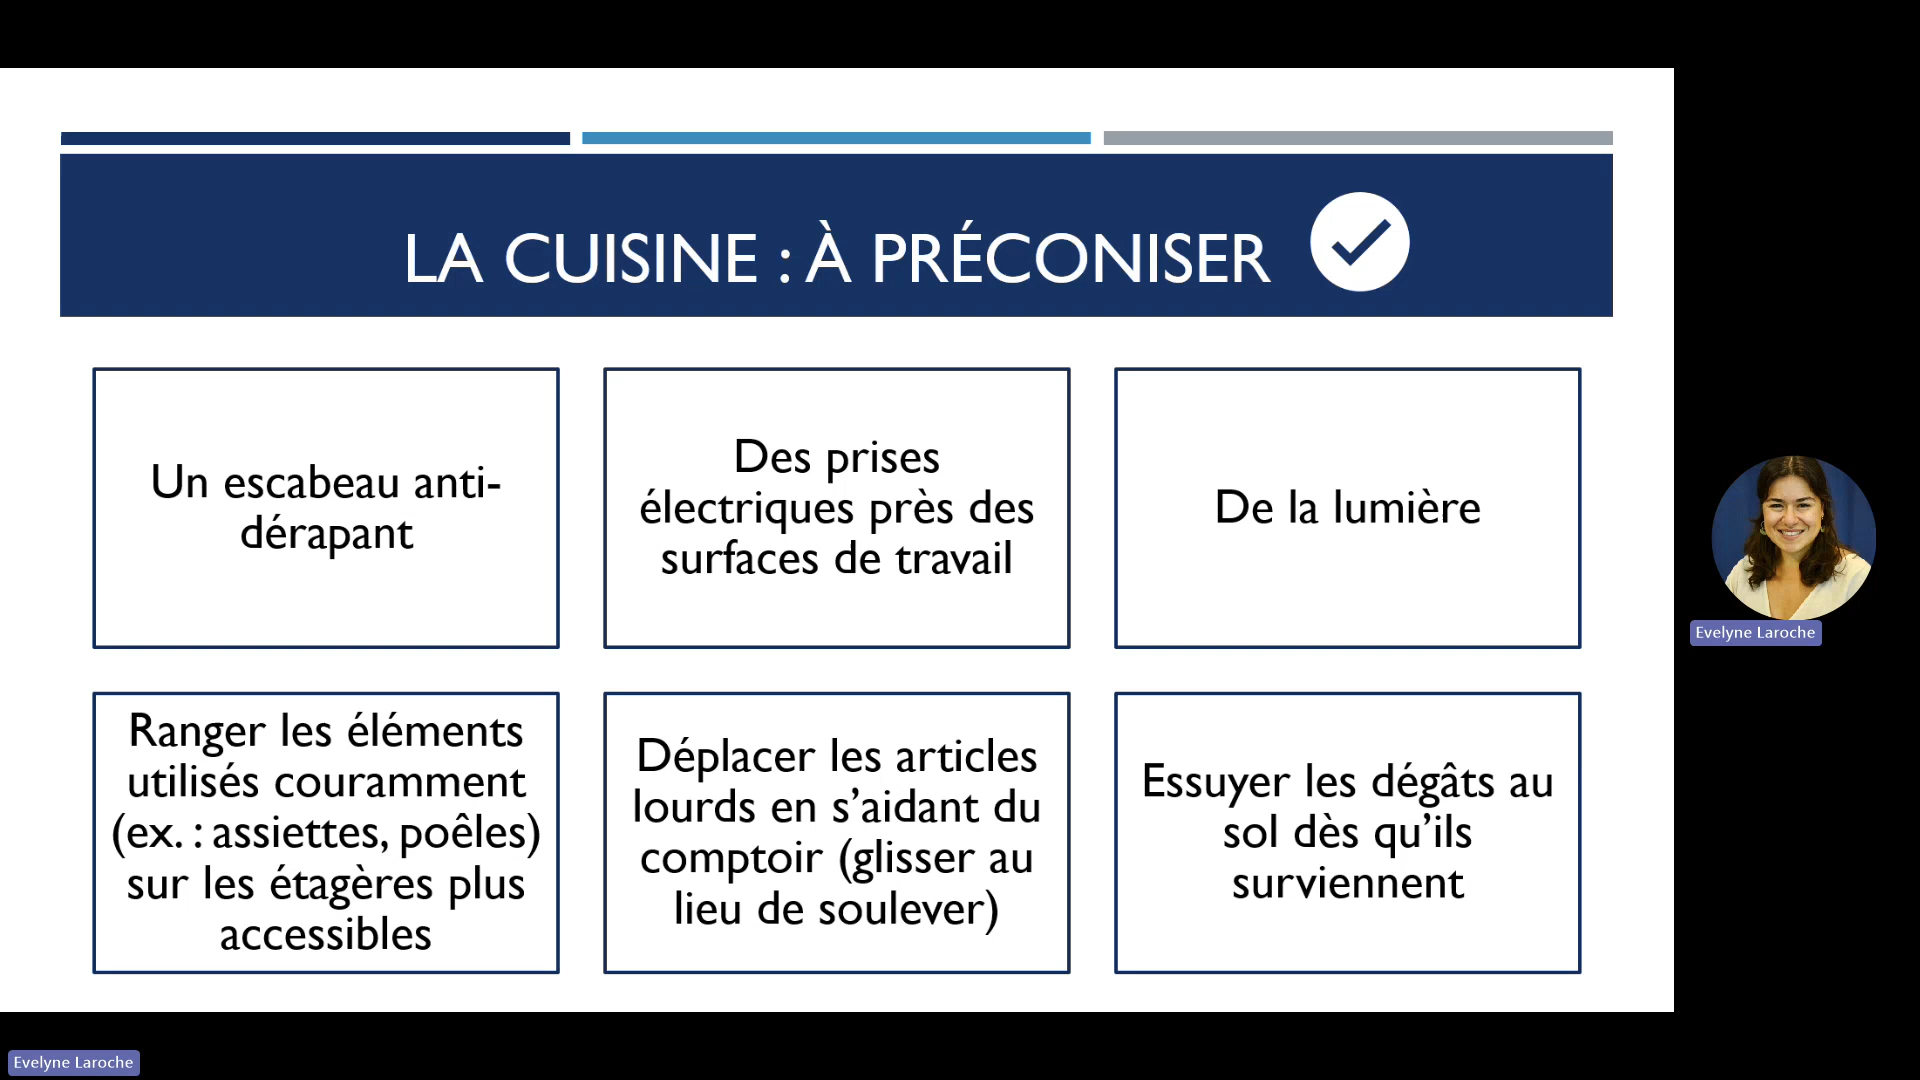 LA CUISINE : À PRÉCONISER
Un escabeau anti-
dérapant
Des prises
électriques près des
surfaces de travail
De la lumière
Ranger les éléments
utilisés couramment
(ex. : assiettes, poêles)
sur les étagères plus
accessibles
Déplacer les articles
lourds en s’aidant du
comptoir (glisser au
lieu de soulever)
Essuyer les dégâts au
sol dès qu’ils
surviennent
Evelyne Laroche
Evelyne Laroche